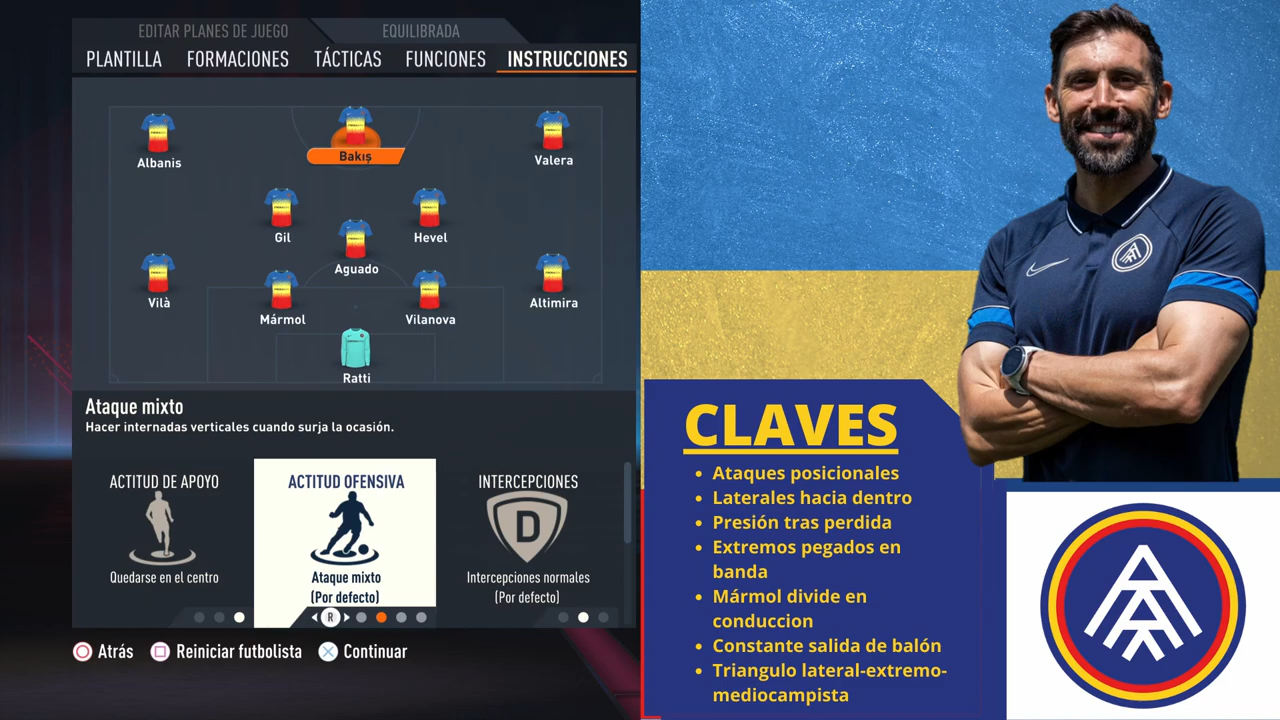 EDITAR PLANES DE JUEGO
EQUILIBRADA
PLANTILLA
FORMACIONES
TÁCTICAS
FUNCIONES
INSTRUCCIONES
Albanis
Bakış
Valera
Gil
Hevel
Aguado
Vilà
Altimira
Mármol
Vilanova
Ratti
Ataque mixto
Hacer internadas verticales cuando surja la ocasión.
ACTITUD DE APOYO
Quedarse en el centro
ACTITUD OFENSIVA
Ataque mixto
(Por defecto)
R
INTERCEPCIONES
D
Intercepciones normales
(Por defecto)
Atrás
Reiniciar futbolista
Continuar
CLAVES
• Ataques posicionales
• Laterales hacia dentro
• Presión tras perdida
• Extremos pegados en
banda
• Mármol divide en
conduccion
• Constante salida de balón
• Triangulo lateral-extremo-
mediocampista